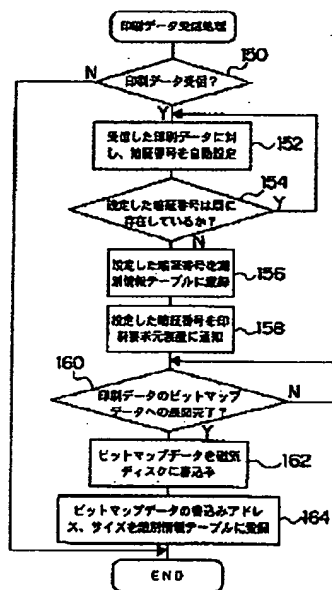 印刷データ受信処理
150
印刷データ受信？
N
Y
受信した印刷データに対
し、暗証番号を自動設定
152
154
設定した暗証番号は既に
存在しているか？
Y
N
設定した暗証番号を識
別情報テーブルに登録
156
設定した暗証番号を印
刷要求元装置に通知
158
160
印刷データのビットマップ
データへの展開完了？
N
Y
ビットマップデータを磁気
ディスクに書込み
162
ビットマップデータの書込みアドレ
ス、サイズを識別情報テーブルに登録
164
END